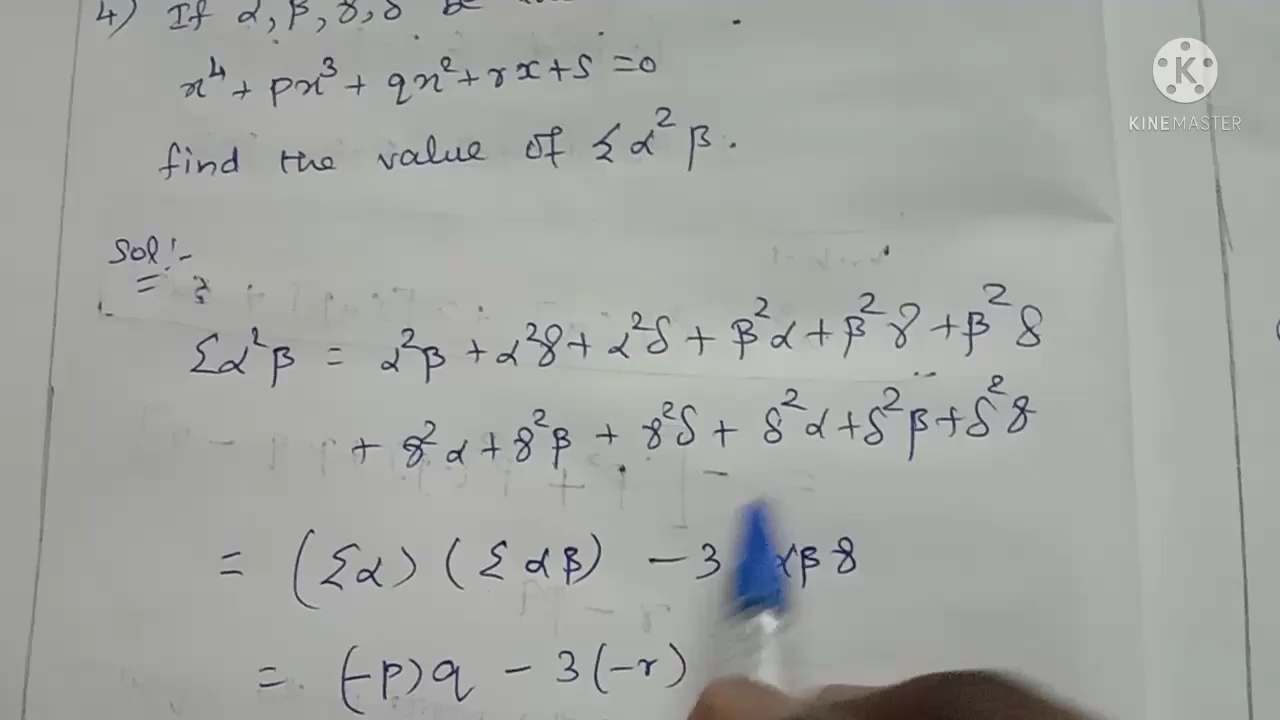 4) If α, β, γ, δ be
x⁴ + px³ + qx² + rx + s = 0
find the value of Σα²β.
Sol:-
Σα²β = α²β + α²γ + α²δ + β²α + β²γ + β²δ
+ γ²α + γ²β + γ²δ + δ²α + δ²β + δ²γ
= (Σα) (Σαβ) - 3 αβγ
= (-p)q - 3(-r)
KINEMASTER